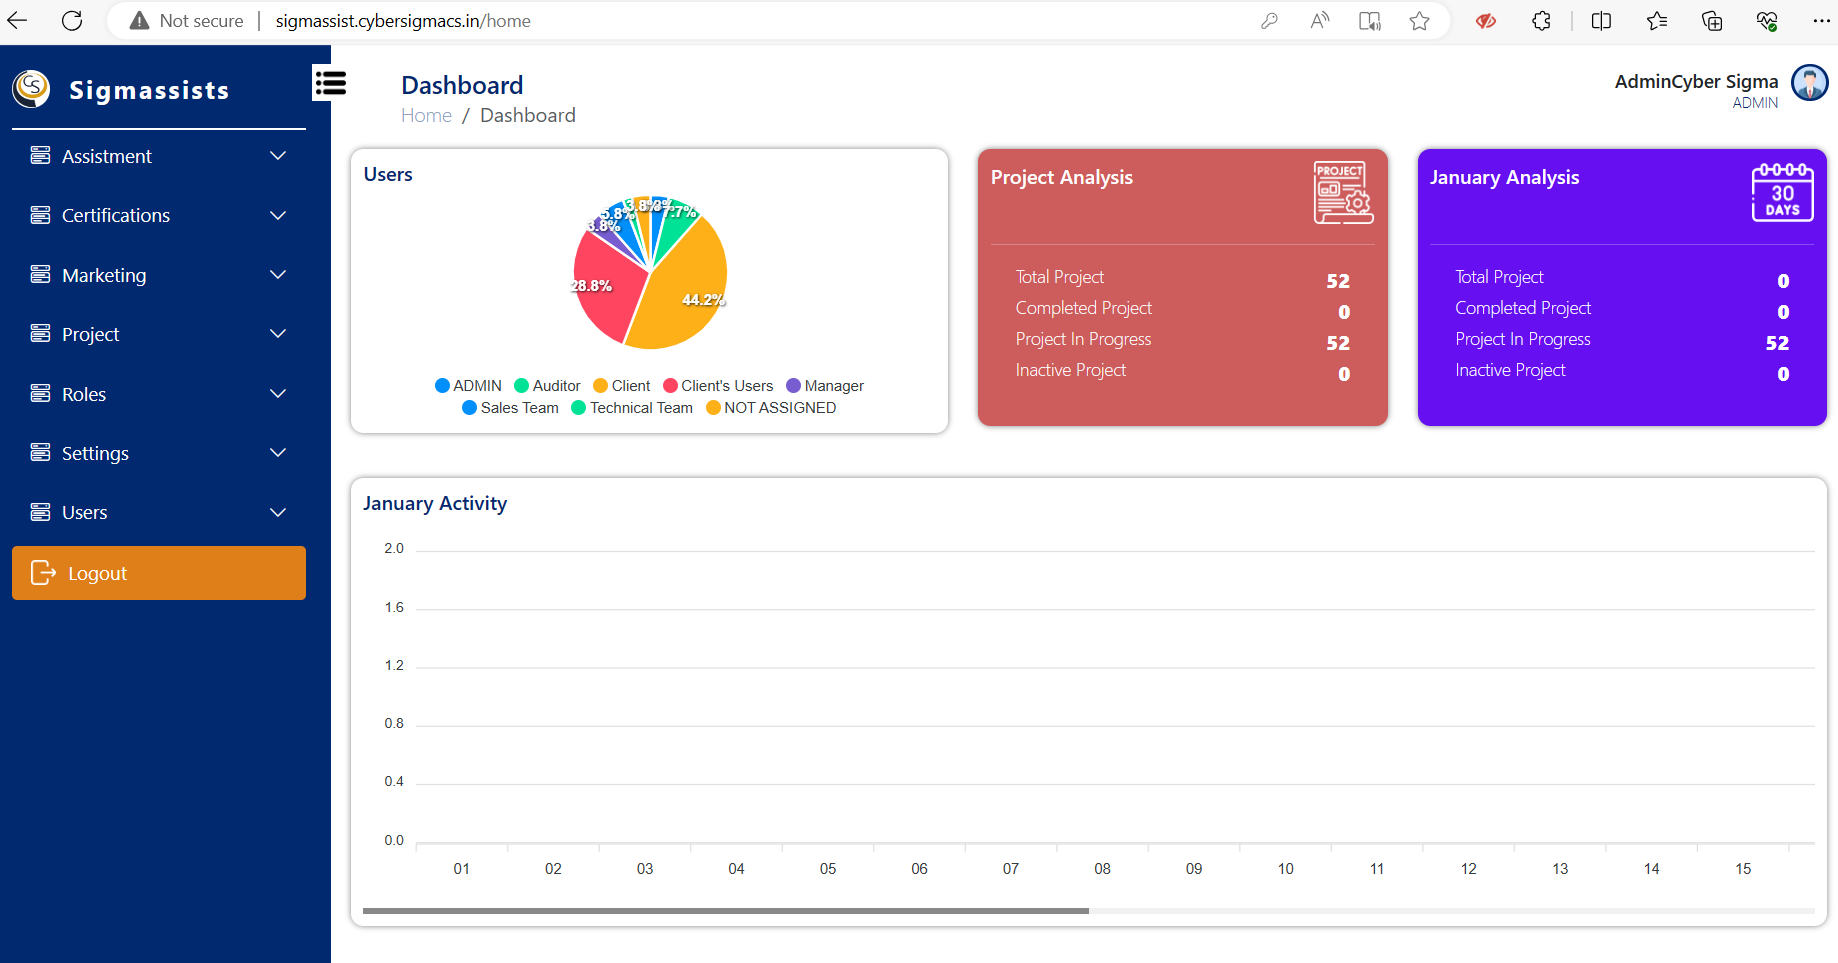 Not secure
sigmassist.cybersigmacs.in/home
CS
Sigmassists
Assistment
Certifications
Marketing
Project
Roles
Settings
Users
Logout
Dashboard
Home / Dashboard
AdminCyber Sigma
ADMIN
Users
3.8%
7.7%
5.8%
3.8%
28.8%
44.2%
ADMIN Auditor Client Client's Users Manager
Sales Team Technical Team NOT ASSIGNED
Project Analysis
PROJECT
Total Project 52
Completed Project 0
Project In Progress 52
Inactive Project 0
January Analysis
30
DAYS
Total Project 0
Completed Project 0
Project In Progress 52
Inactive Project 0
January Activity
2.0
1.6
1.2
0.8
0.4
0.0
01 02 03 04 05 06 07 08 09 10 11 12 13 14 15